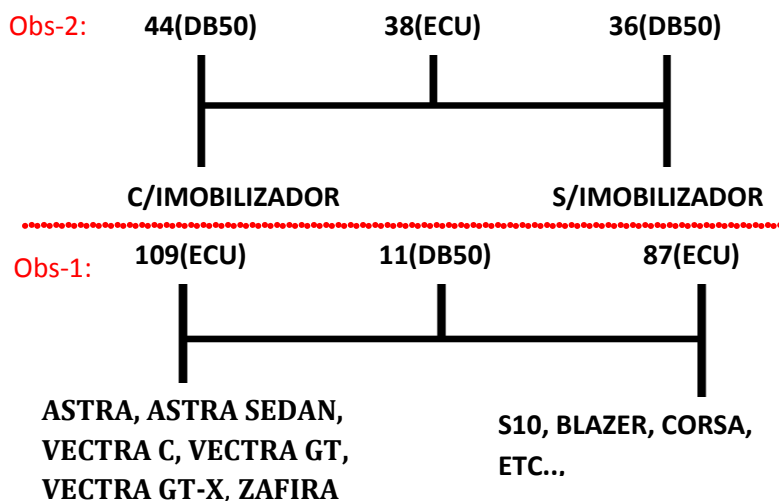 Obs-2: 44(DB50) 38(ECU) 36(DB50)
C/IMOBILIZADOR S/IMOBILIZADOR
Obs-1: 109(ECU) 11(DB50) 87(ECU)
ASTRA, ASTRA SEDAN,
VECTRA C, VECTRA GT,
VECTRA GT-X, ZAFIRA
S10, BLAZER, CORSA,
ETC..,